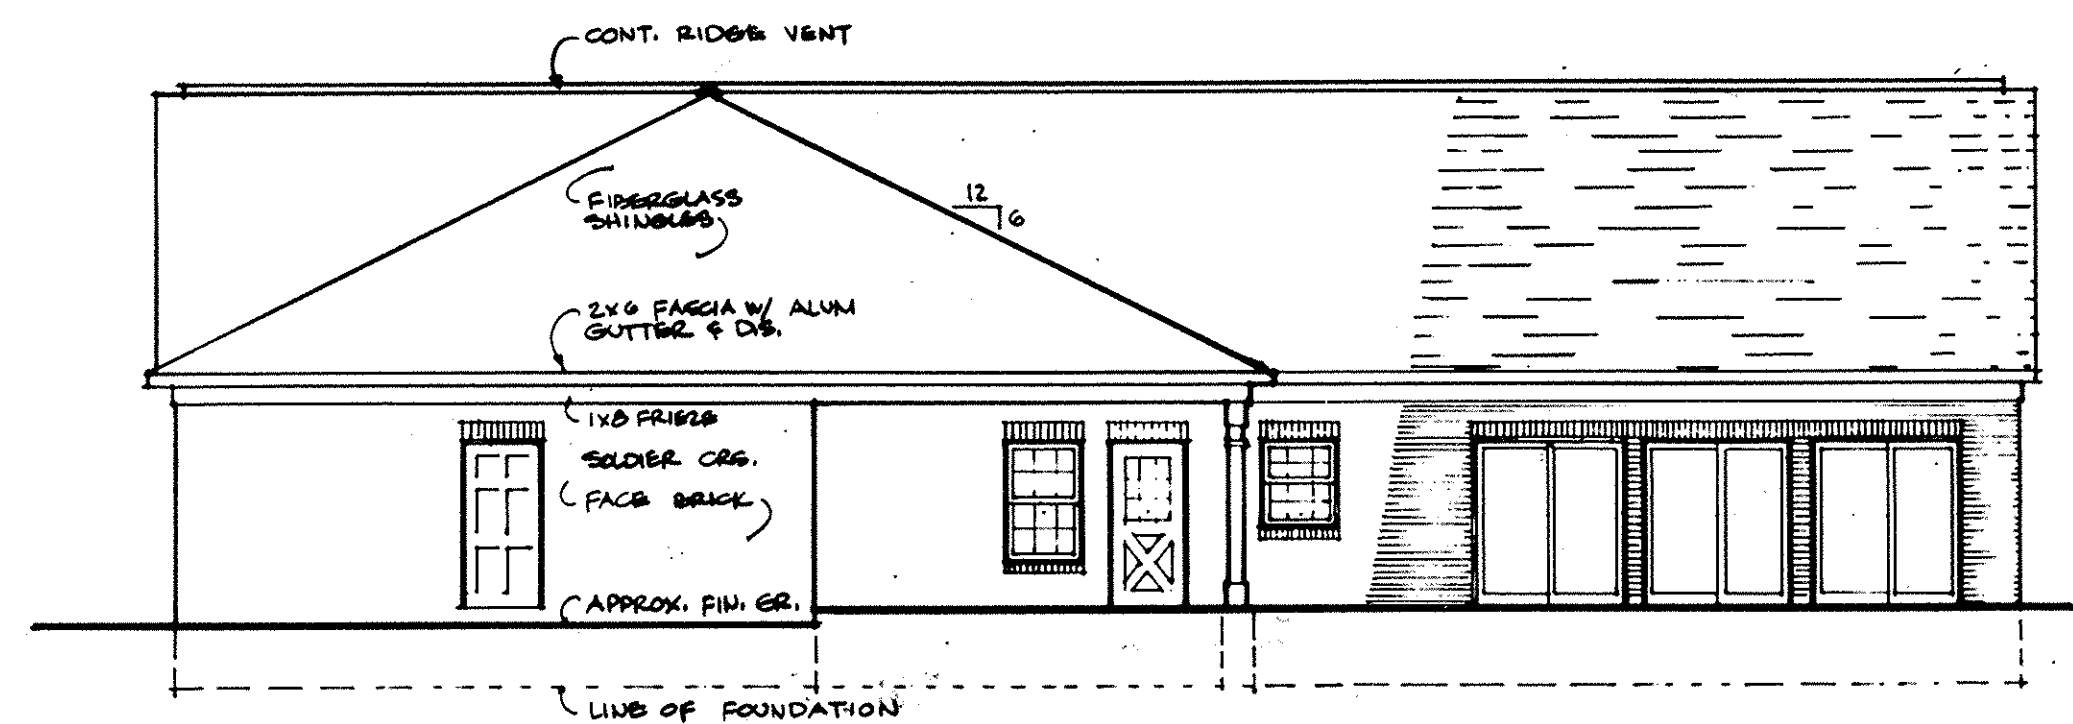 CONT. RIDGE VENT
FIBERGLASS
SHINGLES
12
6
2X6 FASCIA W/ ALUM
GUTTER & D.S.
1X8 FRIEZE
SOLDIER CRS.
FACE BRICK
APPROX. FIN. GR.
LINE OF FOUNDATION